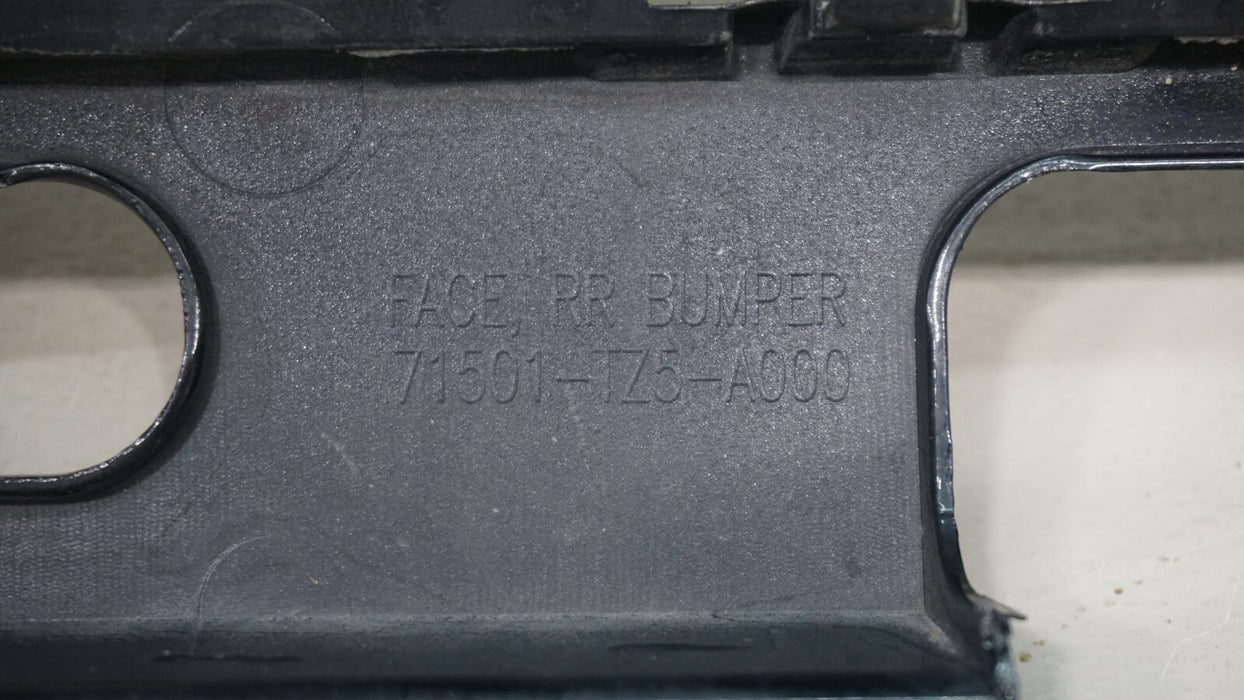 FACE, RR BUMPER
71501-TZ5-A000